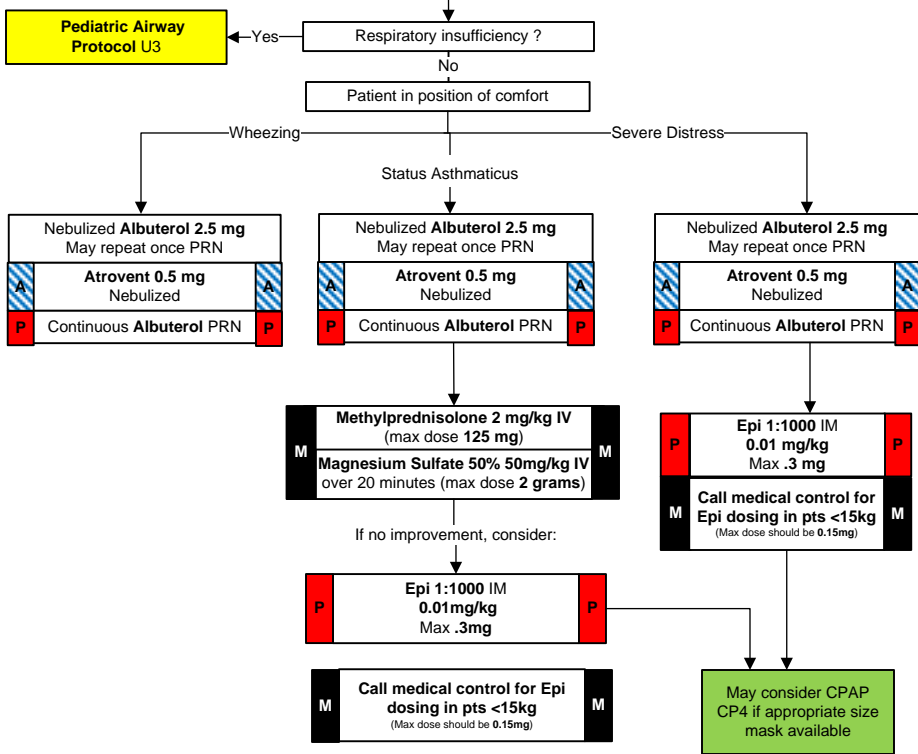 Pediatric Airway
Protocol U3
Yes
Respiratory insufficiency ?
No
Patient in position of comfort
Wheezing
Severe Distress
Status Asthmaticus
Nebulized Albuterol 2.5 mg
May repeat once PRN
A
Atrovent 0.5 mg
Nebulized
A
P
Continuous Albuterol PRN
P
Nebulized Albuterol 2.5 mg
May repeat once PRN
A
Atrovent 0.5 mg
Nebulized
A
P
Continuous Albuterol PRN
P
Nebulized Albuterol 2.5 mg
May repeat once PRN
A
Atrovent 0.5 mg
Nebulized
A
P
Continuous Albuterol PRN
P
M
Methylprednisolone 2 mg/kg IV
(max dose 125 mg)
Magnesium Sulfate 50% 50mg/kg IV
over 20 minutes (max dose 2 grams)
M
P
Epi 1:1000 IM
0.01 mg/kg
Max .3 mg
P
M
Call medical control for
Epi dosing in pts <15kg
(Max dose should be 0.15mg)
M
If no improvement, consider:
P
Epi 1:1000 IM
0.01mg/kg
Max .3mg
P
M
Call medical control for Epi
dosing in pts <15kg
(Max dose should be 0.15mg)
M
May consider CPAP
CP4 if appropriate size
mask available